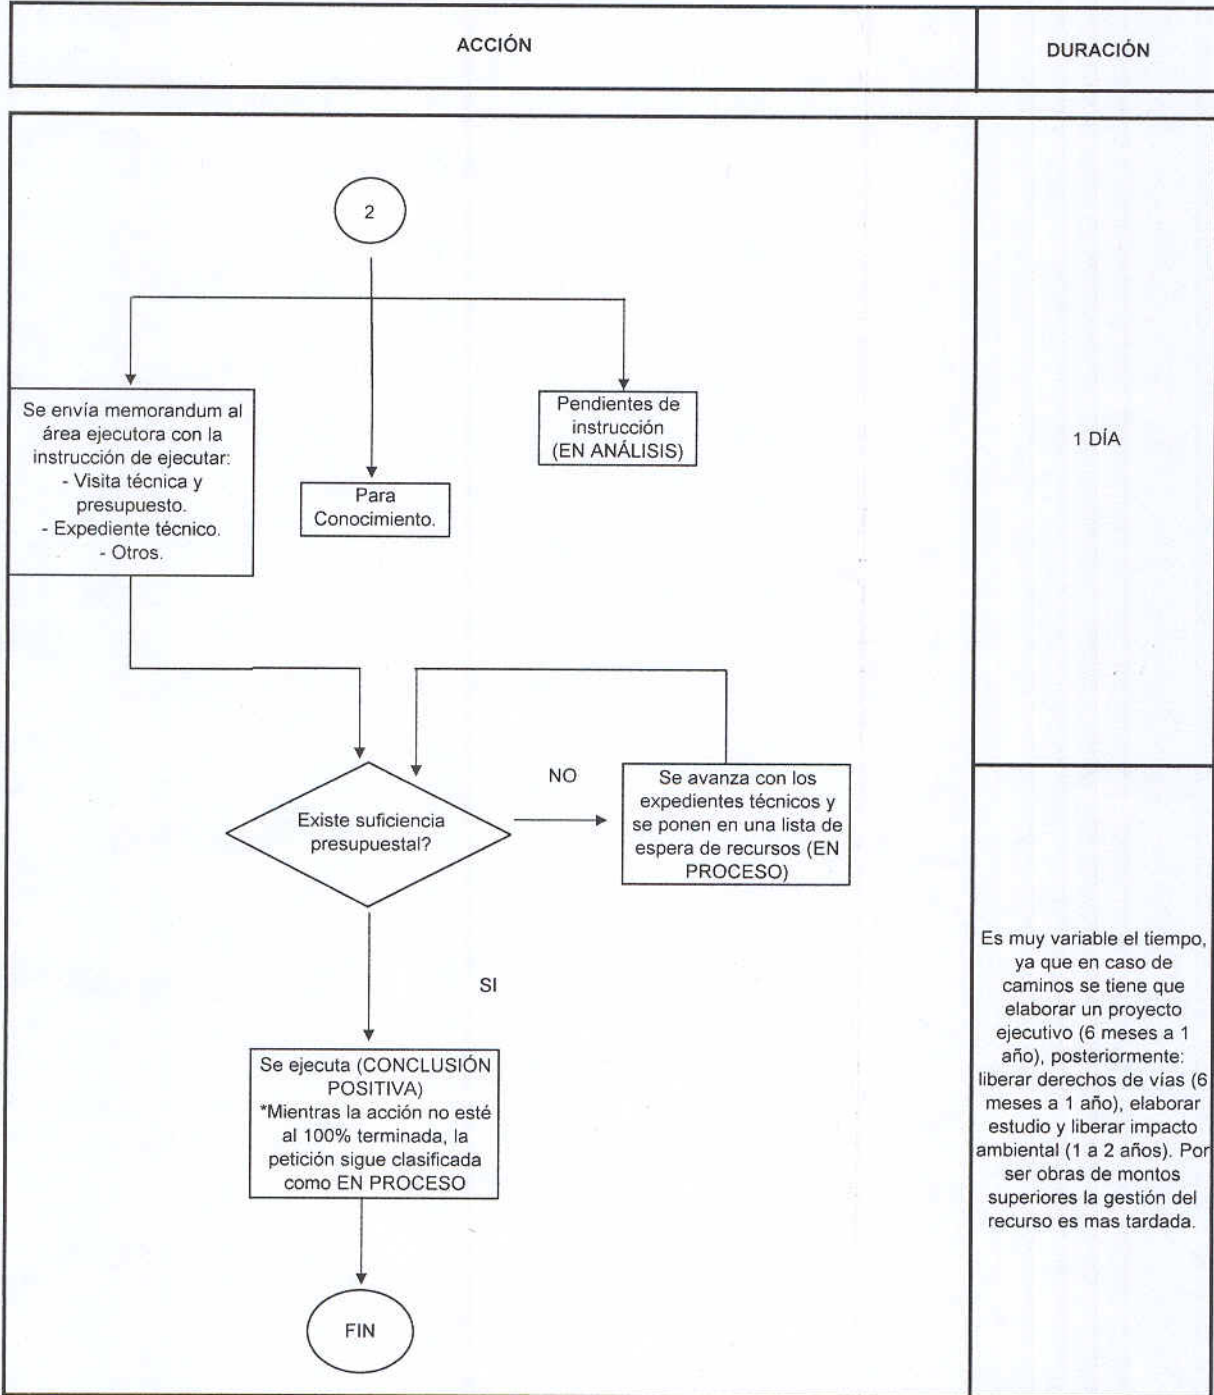 ACCIÓN
DURACIÓN
2
Se envía memorandum al
área ejecutora con la
instrucción de ejecutar:
- Visita técnica y
presupuesto.
- Expediente técnico.
- Otros.
Para
Conocimiento.
Pendientes de
instrucción
(EN ANÁLISIS)
1 DÍA
Existe suficiencia
presupuestal?
NO
Se avanza con los
expedientes técnicos y
se ponen en una lista de
espera de recursos (EN
PROCESO)
SI
Se ejecuta (CONCLUSIÓN
POSITIVA)
*Mientras la acción no esté
al 100% terminada, la
petición sigue clasificada
como EN PROCESO
FIN
Es muy variable el tiempo,
ya que en caso de
caminos se tiene que
elaborar un proyecto
ejecutivo (6 meses a 1
año), posteriormente:
liberar derechos de vías (6
meses a 1 año), elaborar
estudio y liberar impacto
ambiental (1 a 2 años). Por
ser obras de montos
superiores la gestión del
recurso es mas tardada.